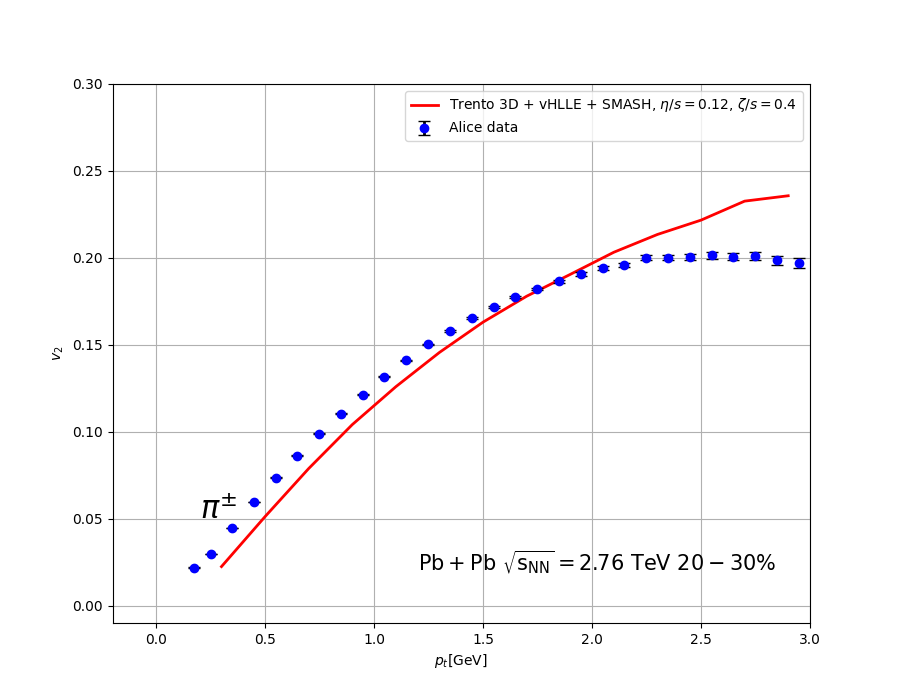 0.30
0.25
0.20
0.15
0.10
0.05
0.00
v₂
Trento 3D + vHLLE + SMASH, η/s = 0.12, ζ/s = 0.4
Alice data
π±
Pb + Pb √s_NN = 2.76 TeV 20 − 30%
0.0 0.5 1.0 1.5 2.0 2.5 3.0
pₜ[GeV]